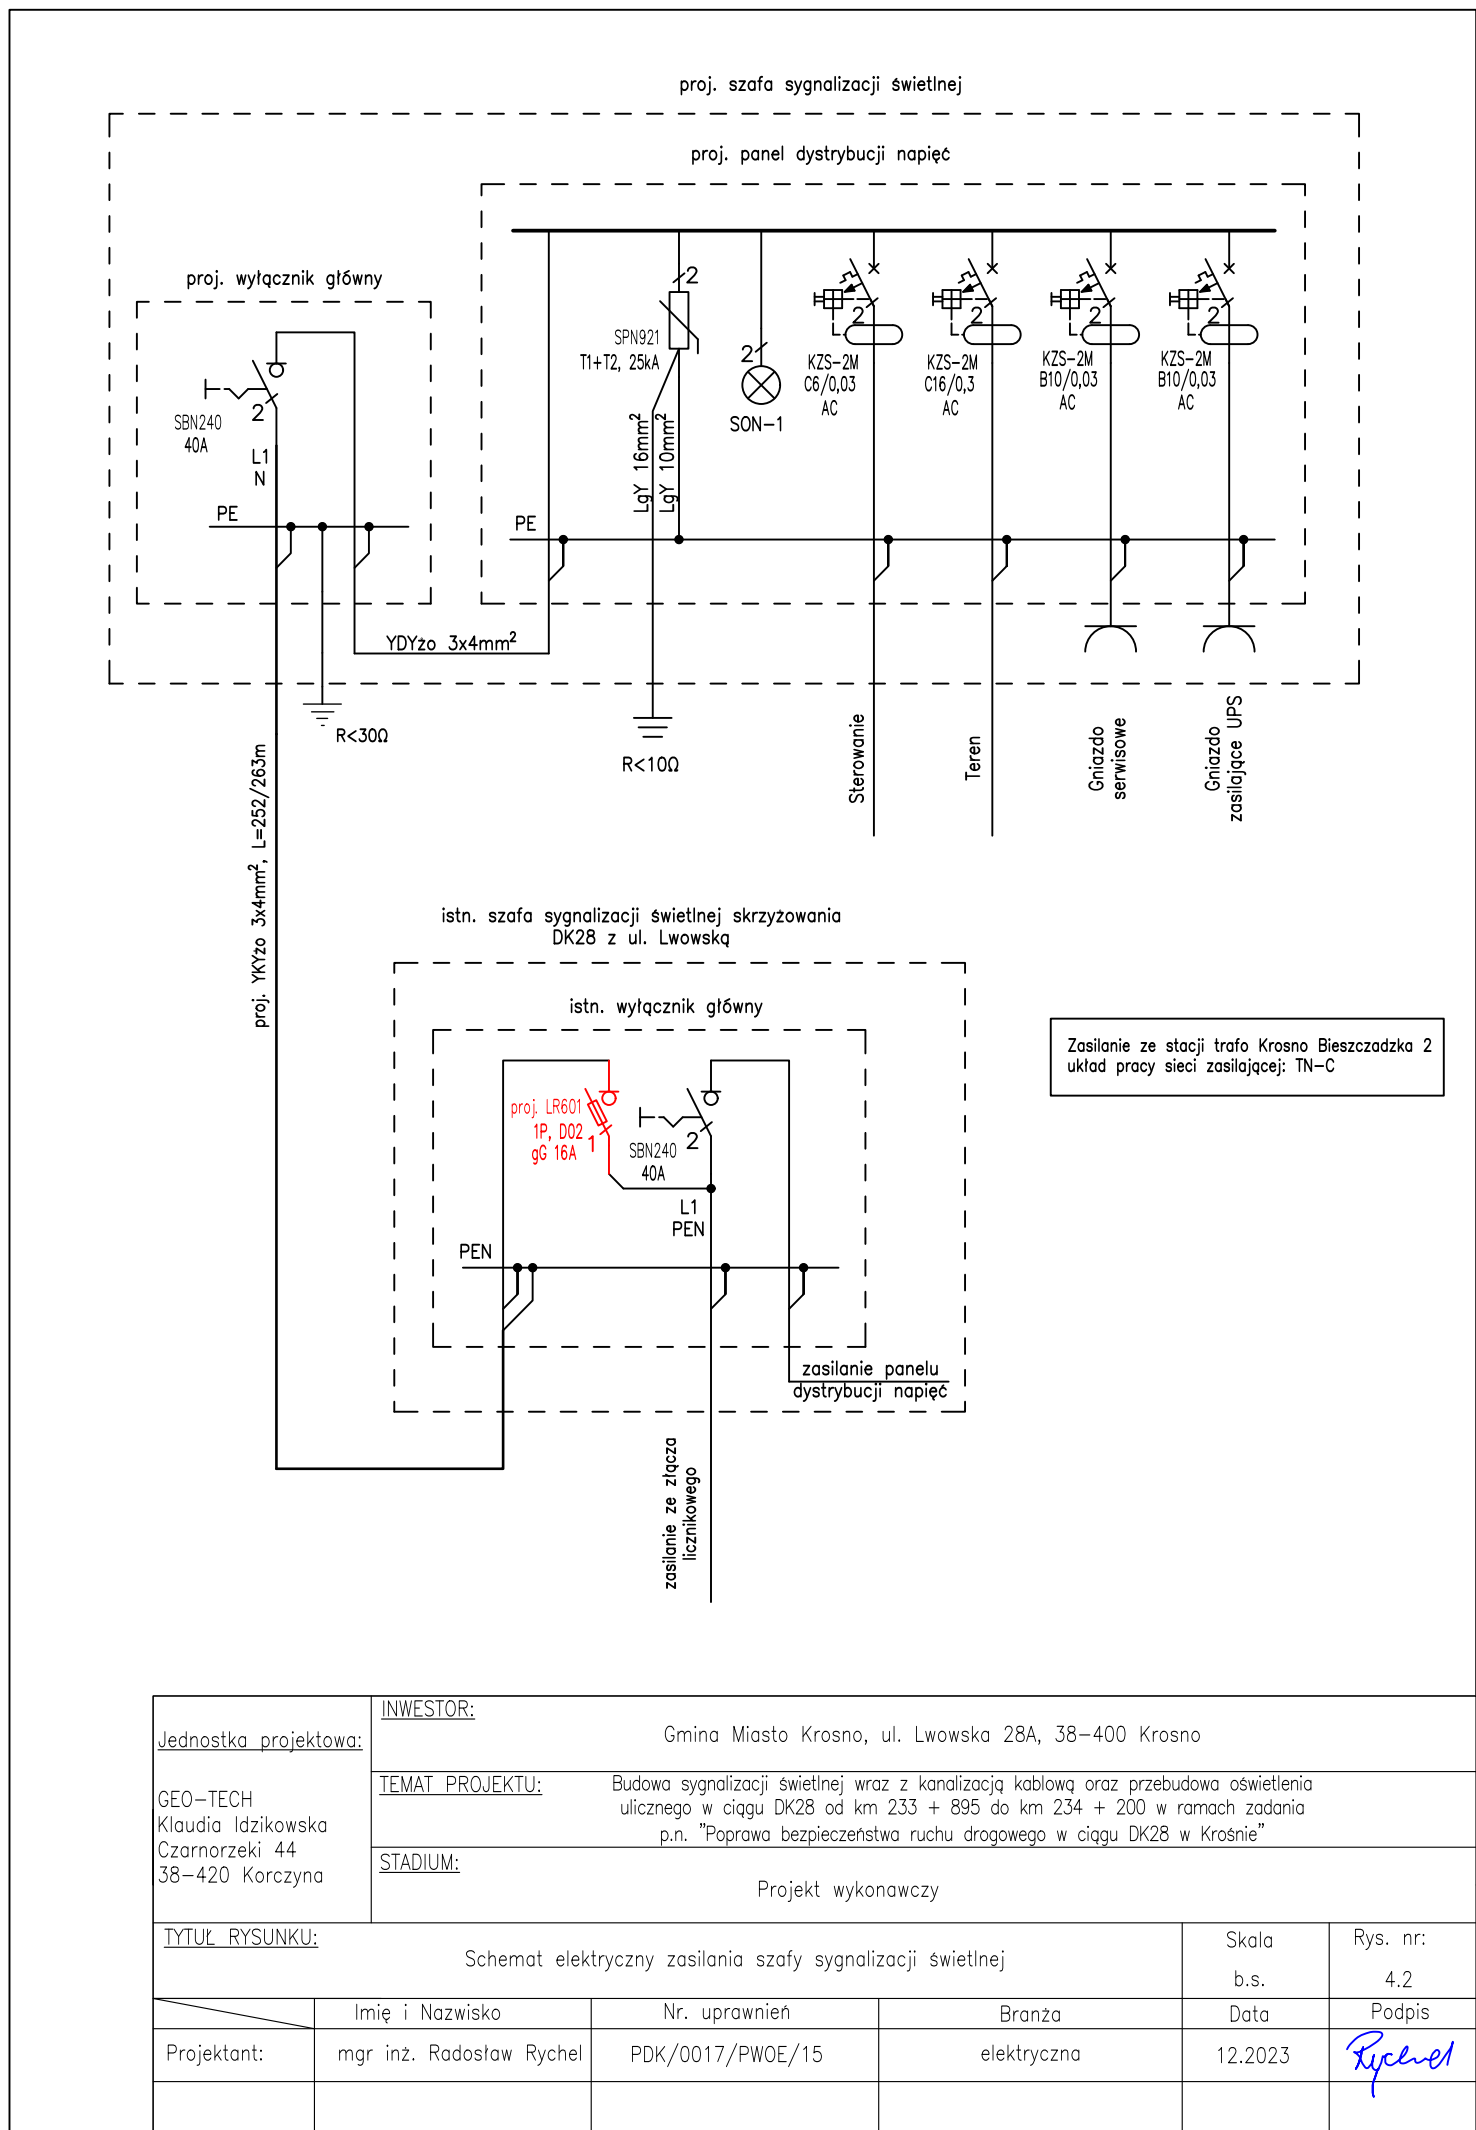 proj. szafa sygnalizacji świetlnej
proj. panel dystrybucji napięć
proj. wyłącznik główny
SBN240
40A
2
L1
N
PE
2
SPN921
T1+T2, 25kA
LgY 16mm²
LgY 10mm²
2
SON-1
2
KZS-2M
C6/0,03
AC
2
KZS-2M
C16/0,3
AC
2
KZS-2M
B10/0,03
AC
2
KZS-2M
B10/0,03
AC
PE
YDYżo 3x4mm²
R<30Ω
R<10Ω
Sterowanie
Teren
Gniazdo
serwisowe
Gniazdo
zasilające UPS
proj. YKYżo 3x4mm², L=252/263m
istn. szafa sygnalizacji świetlnej skrzyżowania
DK28 z ul. Lwowską
istn. wyłącznik główny
proj. LR601
1P, D02
gG 16A
1
SBN240
40A
2
L1
PEN
PEN
zasilanie panelu
dystrybucji napięć
zasilanie ze złącza
licznikowego
Zasilanie ze stacji trafo Krosno Bieszczadzka 2
układ pracy sieci zasilającej: TN-C
Jednostka projektowa:
GEO-TECH
Klaudia Idzikowska
Czarnorzeki 44
38-420 Korczyna
INWESTOR:
Gmina Miasto Krosno, ul. Lwowska 28A, 38-400 Krosno
TEMAT PROJEKTU:
Budowa sygnalizacji świetlnej wraz z kanalizacją kablową oraz przebudowa oświetlenia
ulicznego w ciągu DK28 od km 233 + 895 do km 234 + 200 w ramach zadania
p.n. "Poprawa bezpieczeństwa ruchu drogowego w ciągu DK28 w Krośnie"
STADIUM:
Projekt wykonawczy
TYTUŁ RYSUNKU:
Schemat elektryczny zasilania szafy sygnalizacji świetlnej
Skala
b.s.
Rys. nr:
4.2
Imię i Nazwisko
Nr. uprawnień
Branża
Data
Podpis
Projektant:
mgr inż. Radosław Rychel
PDK/0017/PWOE/15
elektryczna
12.2023
Rychel